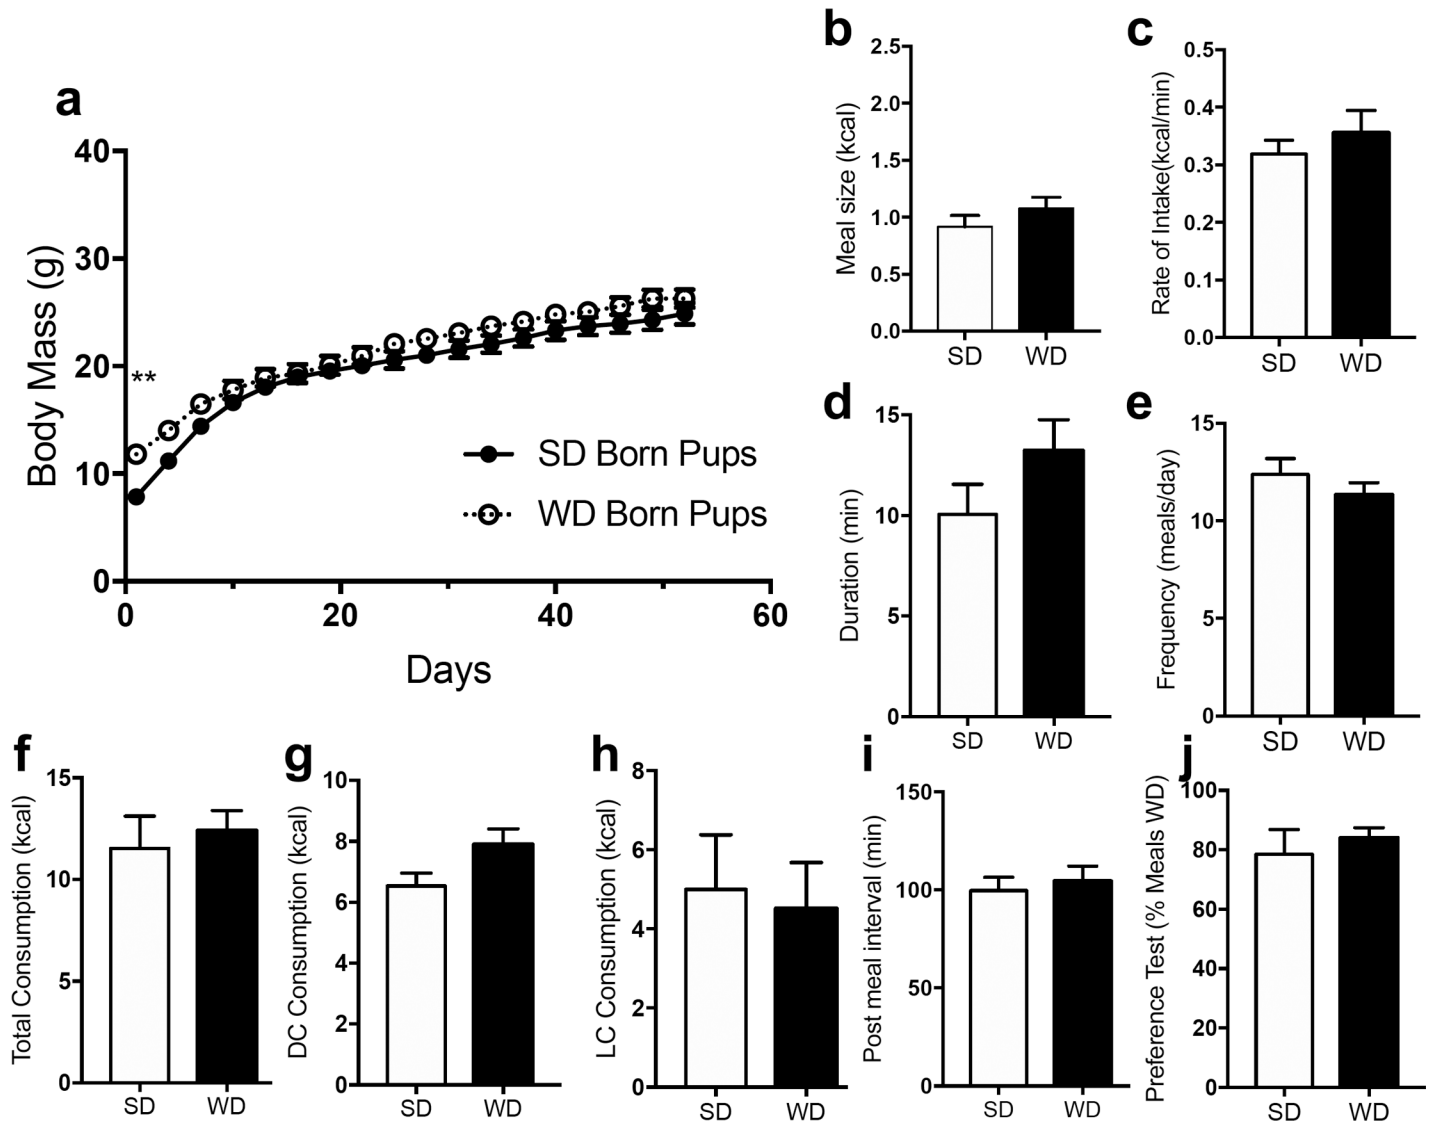 a
Body Mass (g)
40
30
20
10
0
**
SD Born Pups
WD Born Pups
0 20 40 60
Days
b
Meal size (kcal)
2.5
2.0
1.5
1.0
0.5
0.0
SD WD
c
Rate of Intake(kcal/min)
0.5
0.4
0.3
0.2
0.1
0.0
SD WD
d
Duration (min)
15
10
5
0
SD WD
e
Frequency (meals/day)
15
10
5
0
SD WD
f
Total Consumption (kcal)
15
10
5
0
SD WD
g
DC Consumption (kcal)
10
8
6
4
2
0
SD WD
h
LC Consumption (kcal)
8
6
4
2
0
SD WD
i
Post meal interval (min)
150
100
50
0
SD WD
j
Preference Test (% Meals WD)
100
80
60
40
20
0
SD WD